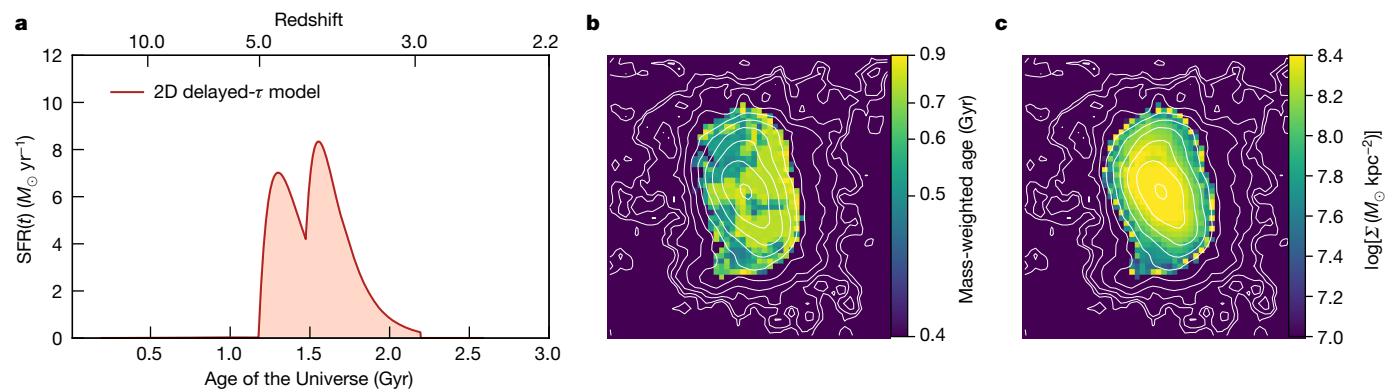 a
Redshift
10.0 5.0 3.0 2.2
12
10
8
6
4
2
0
SFR(t) (M⊙ yr⁻¹)
2D delayed-τ model
0.5 1.0 1.5 2.0 2.5 3.0
Age of the Universe (Gyr)
b
0.9
0.7
0.6
0.5
0.4
Mass-weighted age (Gyr)
c
8.4
8.2
8.0
7.8
7.6
7.4
7.2
7.0
log[Σ (M⊙ kpc⁻²)]